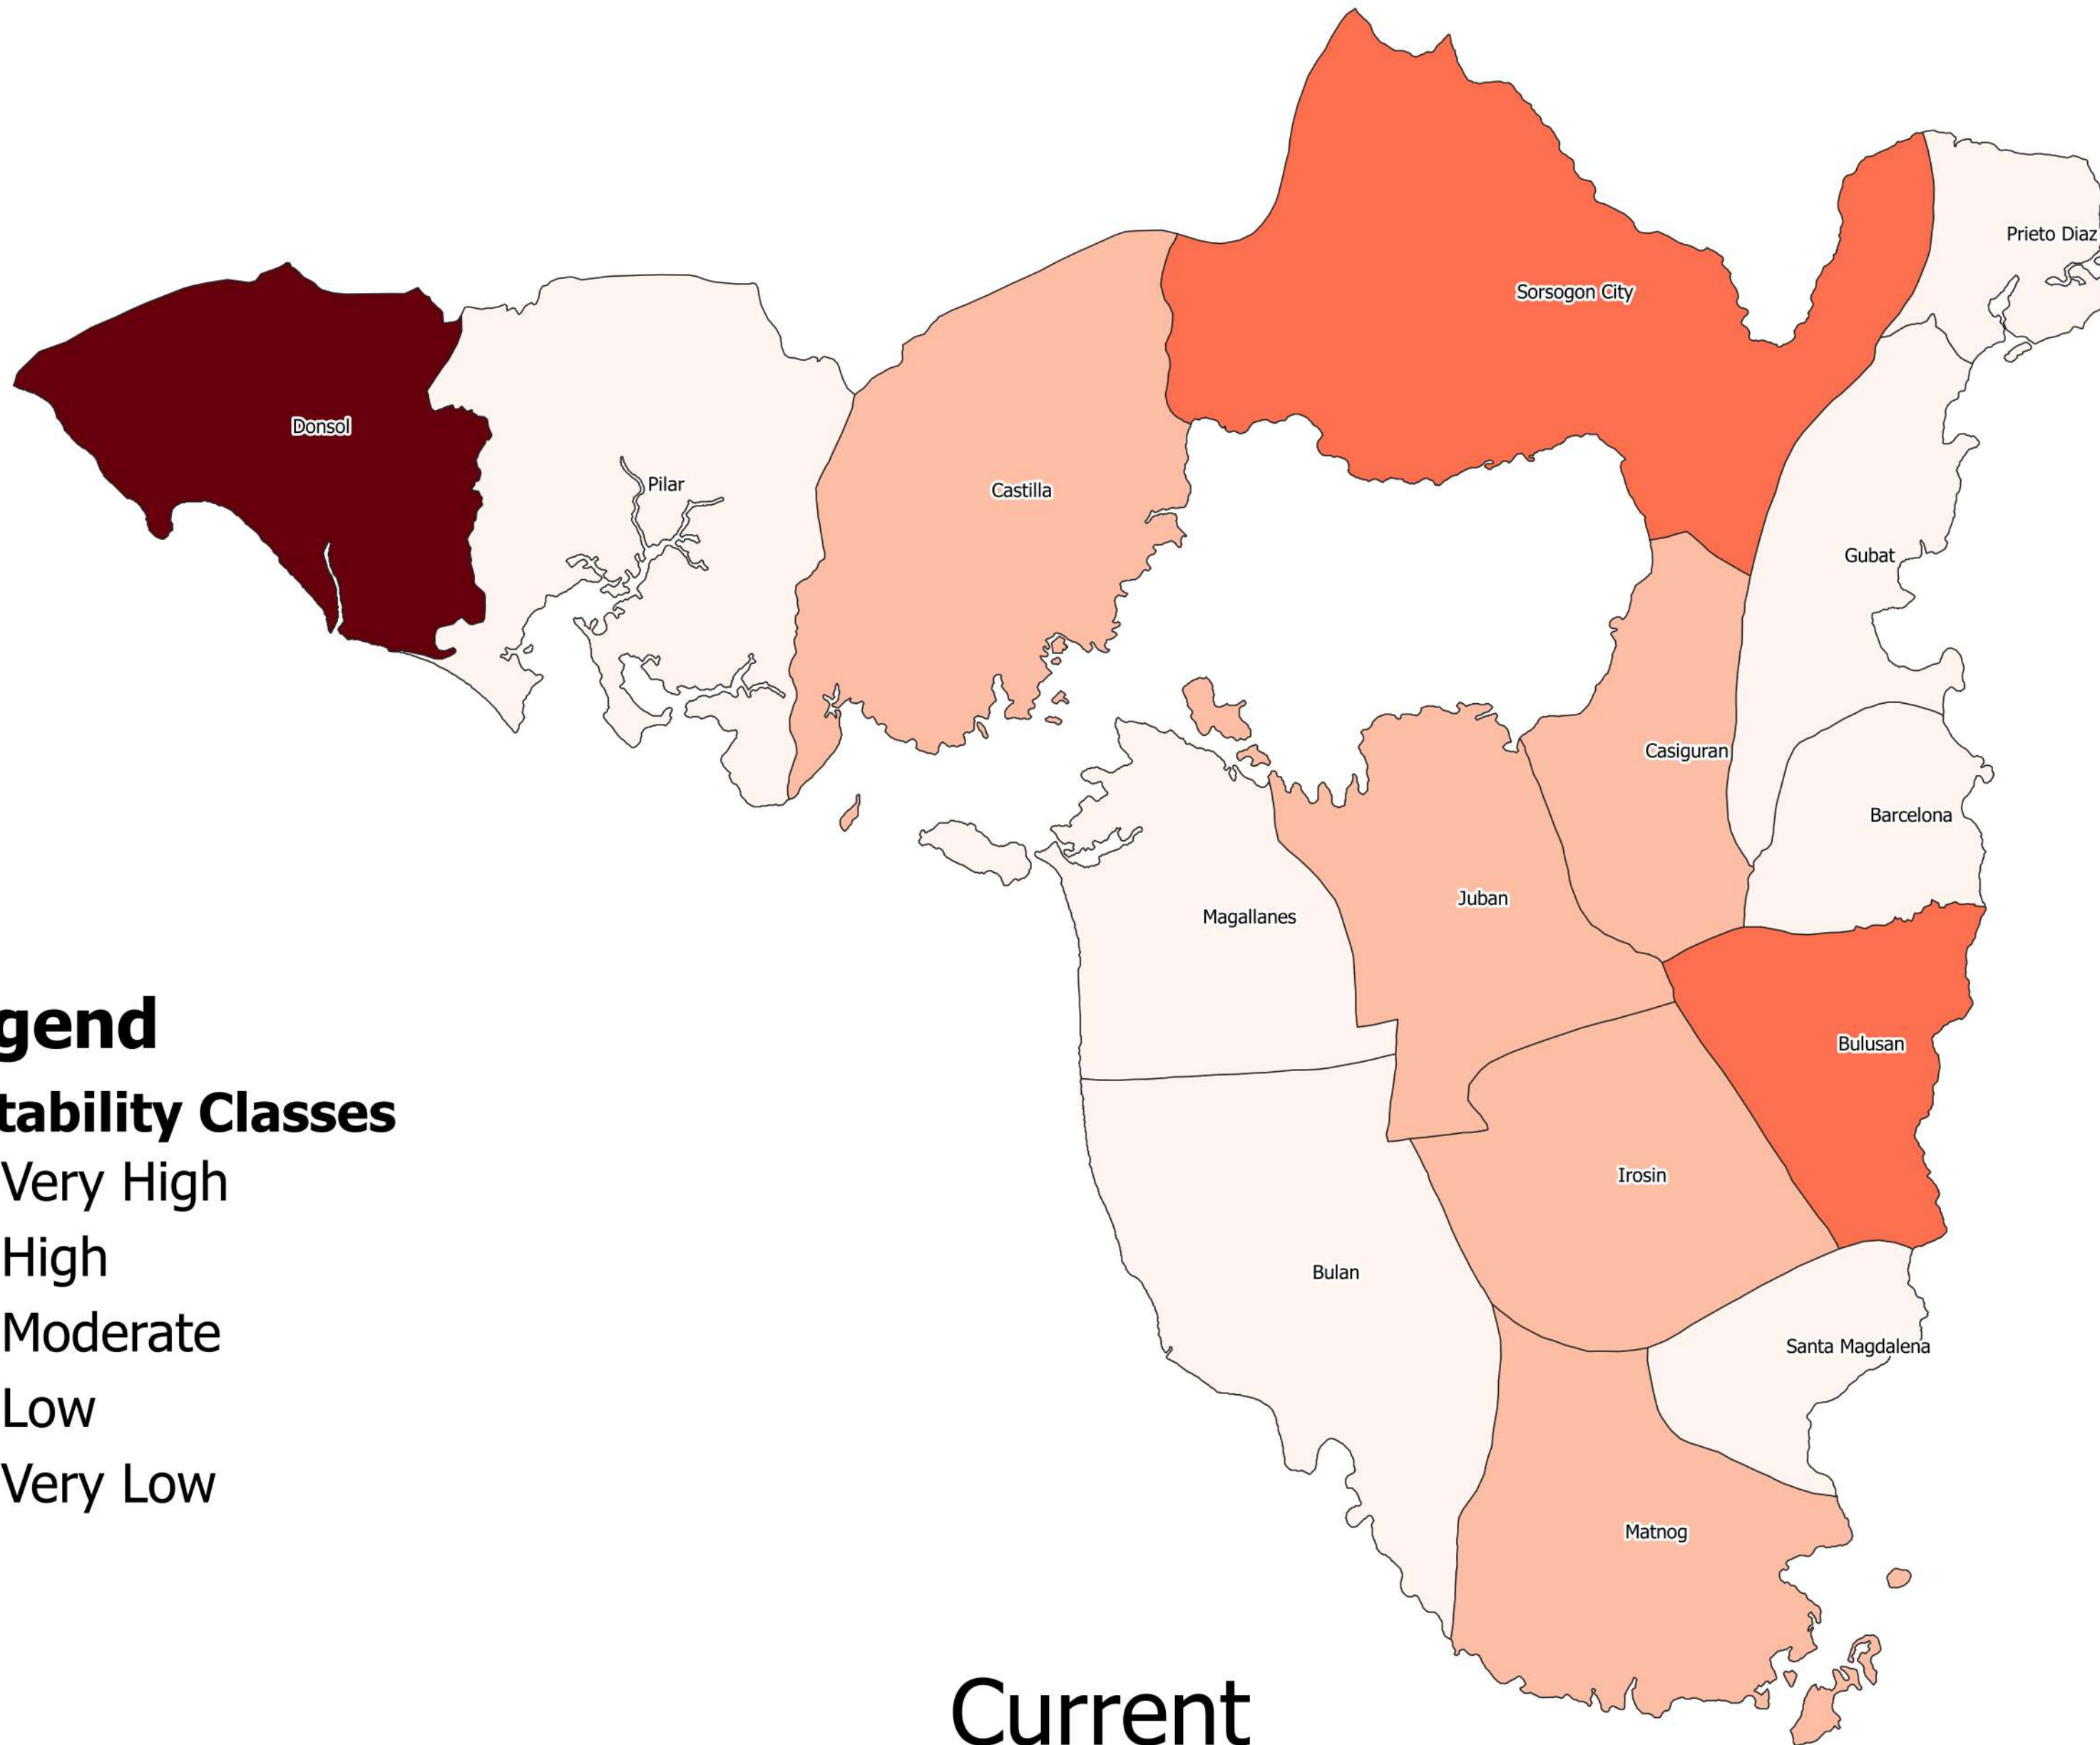 Prieto Diaz
Sorsogon City
Donsol
Pilar
Castilla
Gubat
Casiguran
Barcelona
Juban
Magallanes
gend
Bulusan
tability Classes
Very High
Irosin
High
Bulan
Moderate
Santa Magdalena
Low
Very Low
Matnog
Current